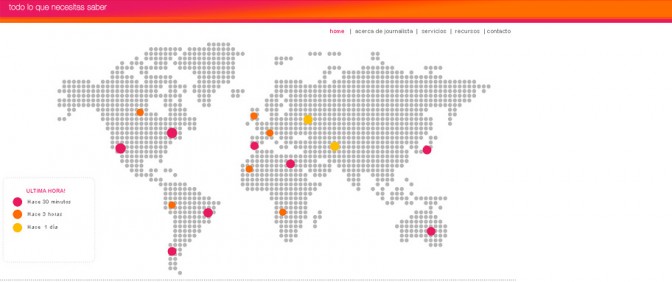 todo lo que necesitas saber
home | acerca de journalista | servicios | recursos | contacto
ULTIMA HORA!
Hace 30 minutos
Hace 3 horas
Hace 1 día